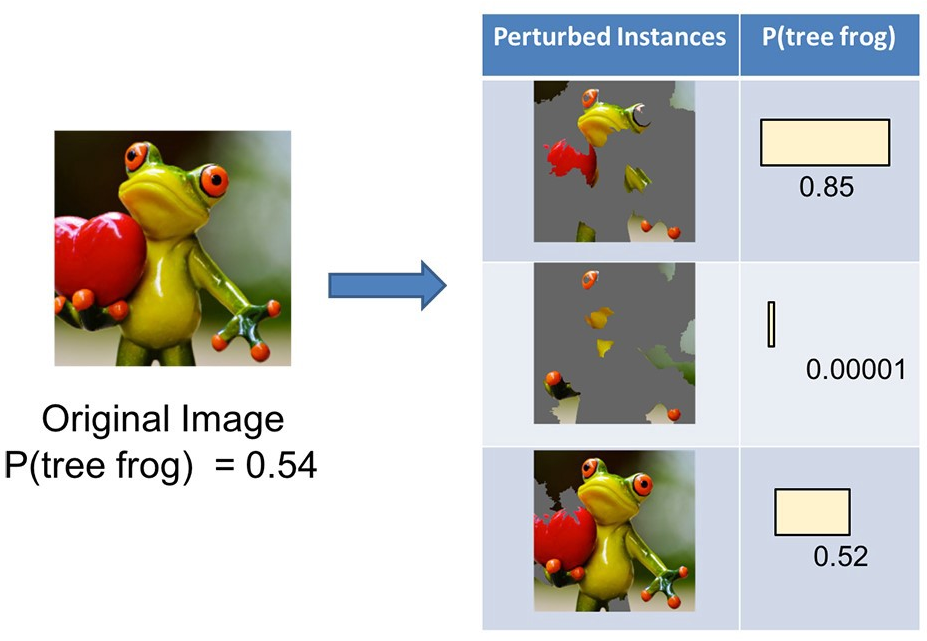 Perturbed Instances
P(tree frog)
0.85
0.00001
0.52
Original Image
P(tree frog) = 0.54